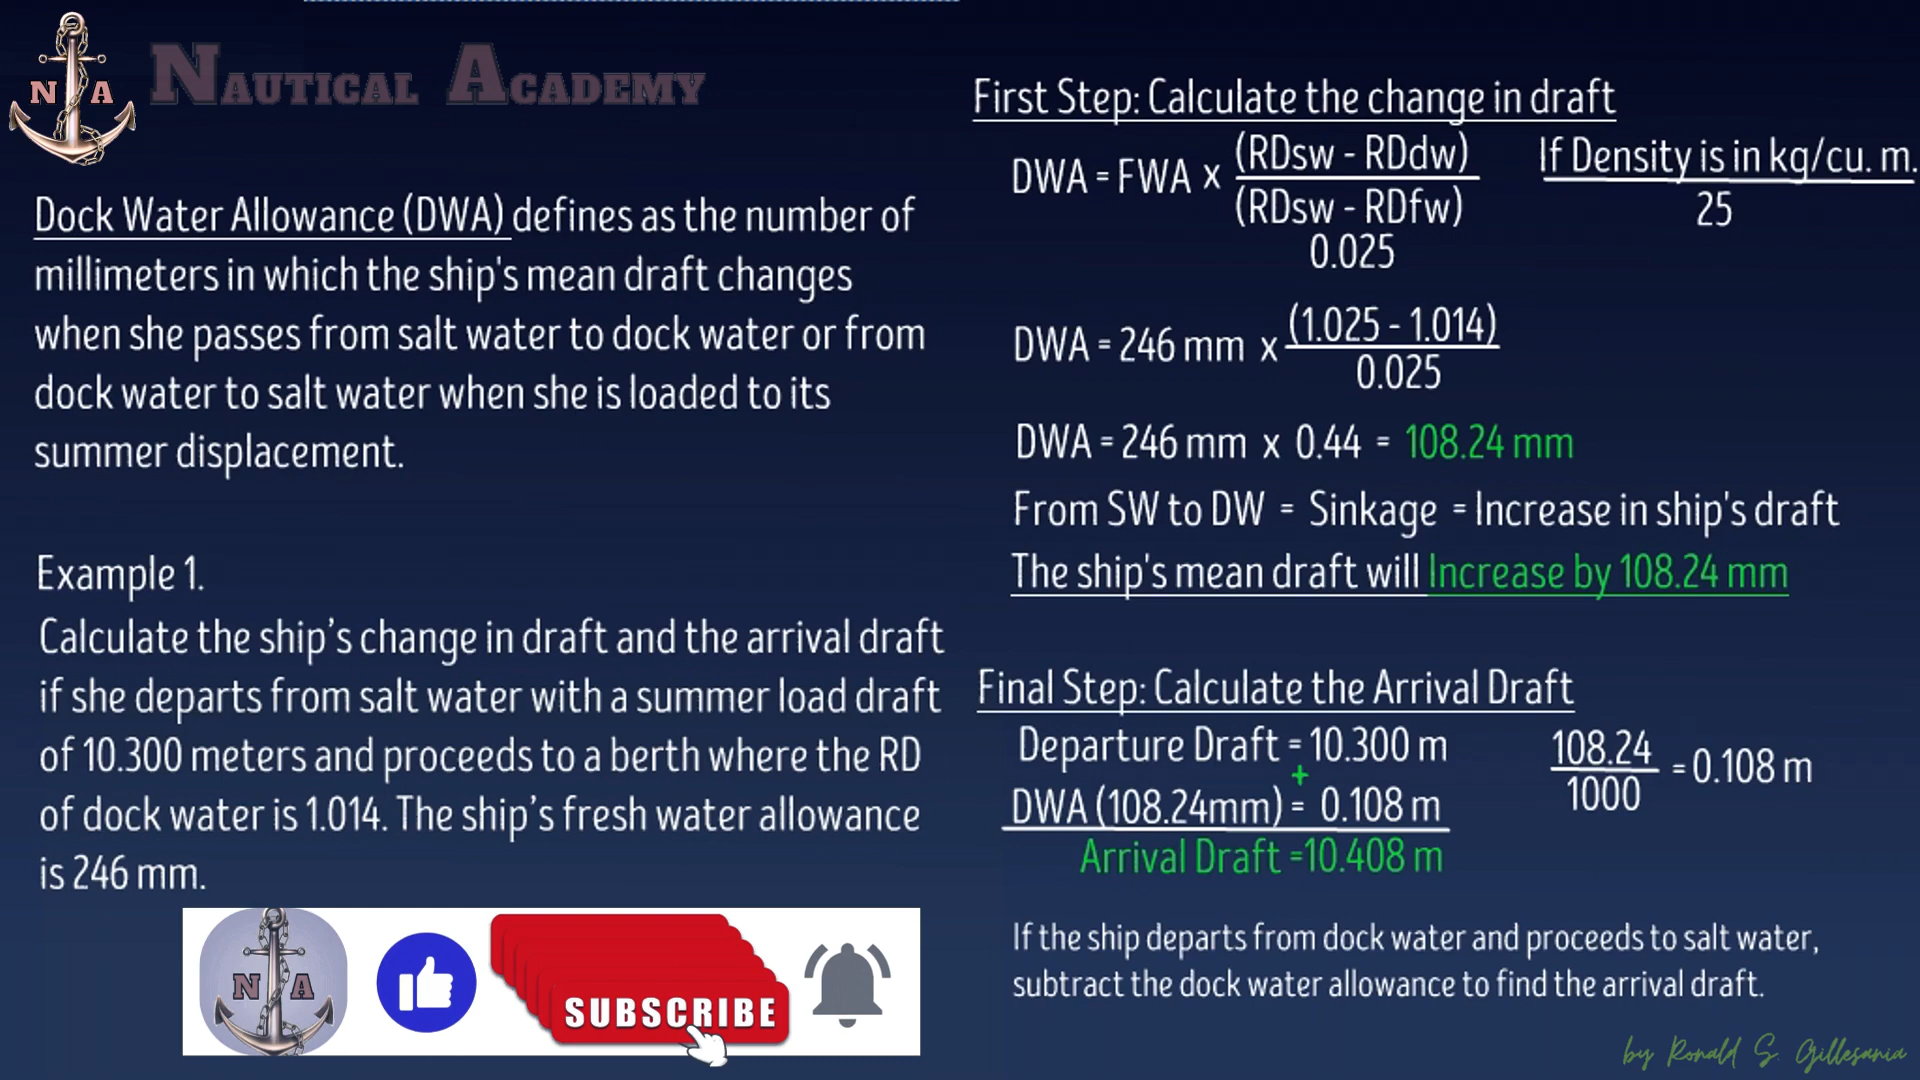 N A
NAUTICAL ACADEMY
Dock Water Allowance (DWA) defines as the number of
millimeters in which the ship's mean draft changes
when she passes from salt water to dock water or from
dock water to salt water when she is loaded to its
summer displacement.
Example 1.
Calculate the ship’s change in draft and the arrival draft
if she departs from salt water with a summer load draft
of 10.300 meters and proceeds to a berth where the RD
of dock water is 1.014. The ship’s fresh water allowance
is 246 mm.
N A
SUBSCRIBE
First Step: Calculate the change in draft
DWA = FWA x (RDsw - RDdw)
(RDsw - RDfw)
0.025
If Density is in kg/cu. m.
25
DWA = 246 mm x (1.025 - 1.014)
0.025
DWA = 246 mm x 0.44 = 108.24 mm
From SW to DW = Sinkage = Increase in ship's draft
The ship's mean draft will Increase by 108.24 mm
Final Step: Calculate the Arrival Draft
Departure Draft = 10.300 m
+
DWA (108.24mm) = 0.108 m
Arrival Draft =10.408 m
108.24
1000
= 0.108 m
If the ship departs from dock water and proceeds to salt water,
subtract the dock water allowance to find the arrival draft.
by Ronald S. Gillesania